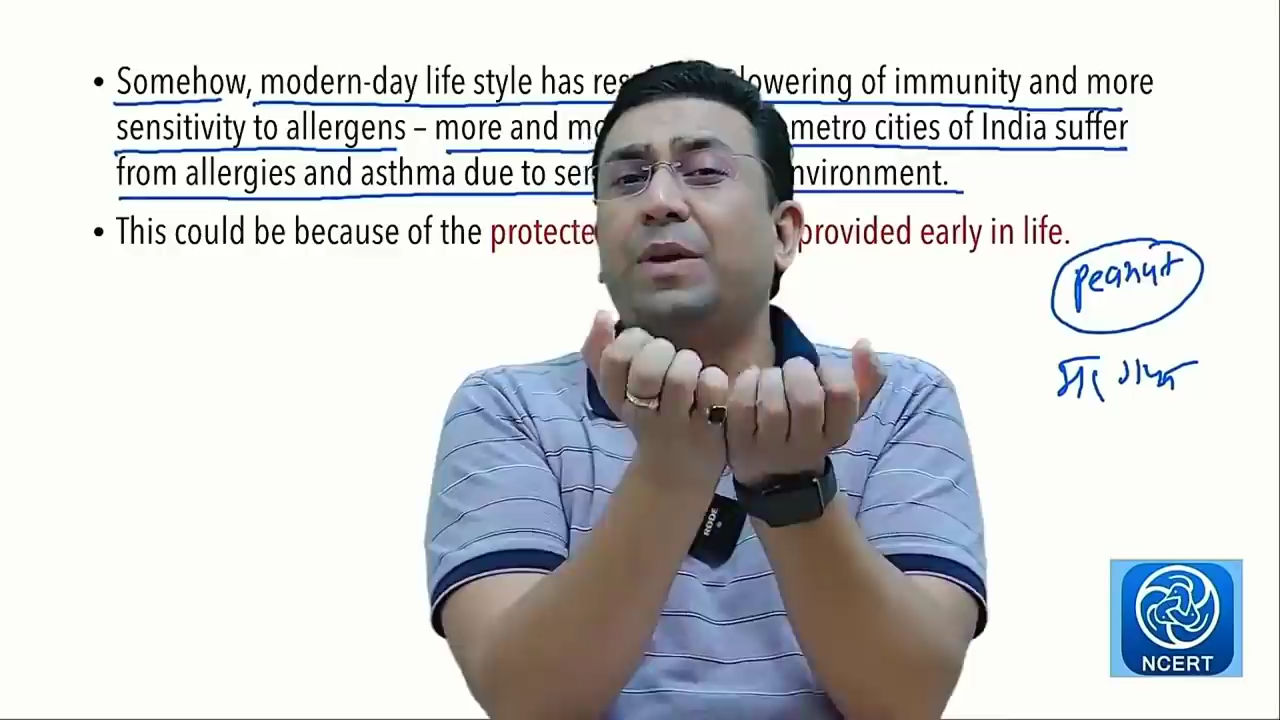 • Somehow, modern-day life style has res lowering of immunity and more
sensitivity to allergens – more and mo metro cities of India suffer
from allergies and asthma due to sen nvironment.
• This could be because of the protecte provided early in life.
peanut
RODE
NCERT